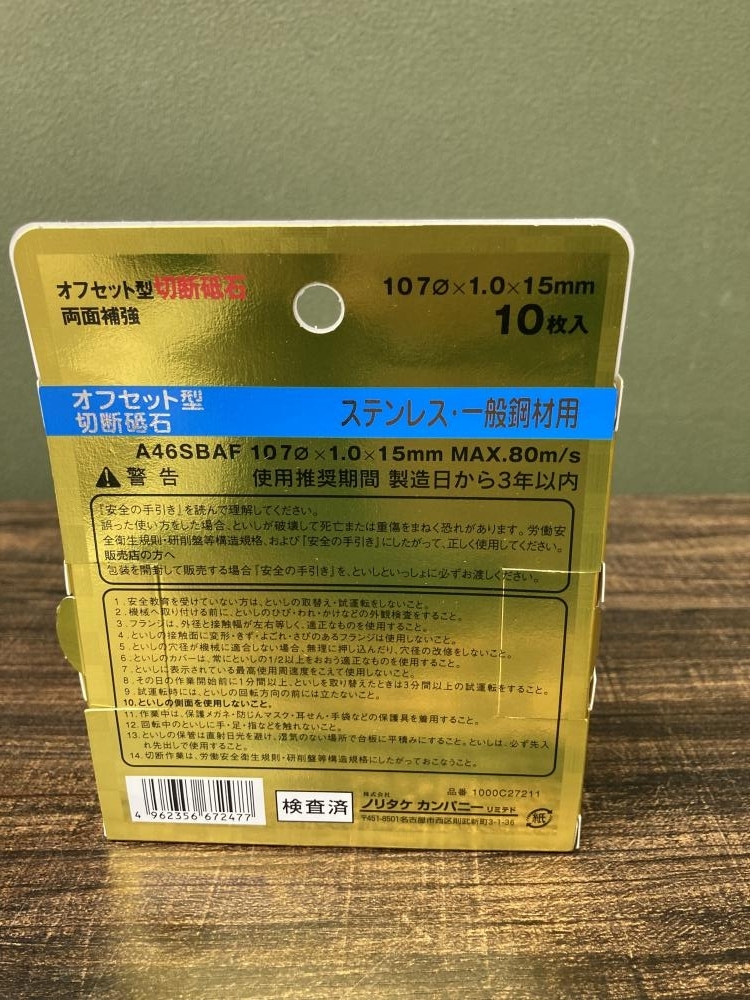 オフセット型切断砥石
両面補強
107Ø×1.0×15mm
10枚入
オフセット型
切断砥石
ステンレス・一般鋼材用
A46SBAF 107Ø×1.0×15mm MAX.80m/s
警告 使用推奨期間 製造日から3年以内
『安全の手引き』を読んで理解してください。
誤った使い方をした場合、といしが破壊して死亡または重傷をまねく恐れがあります。労働安
全衛生規則・研削盤等構造規格、および『安全の手引き』にしたがって、正しく使用してください。
販売店の方へ
包装を開封して販売する場合『安全の手引き』を、といしといっしょに必ずお渡しください。
1. 安全教育を受けていない方は、といしの取替え・試運転をしないこと。
2. 機械へ取り付ける前に、といしのひび・われ・かけなどの外観検査をすること。
3. フランジは、外径と接触幅が左右等しく、適正なものを使用すること。
4. といしの接触面に変形・きず・よごれ・さびのあるフランジは使用しないこと。
5. といしの穴径が機械に適合しない場合、無理に押し込んだり、穴径の改修をしないこと。
6. といしのカバーは、常にといしの1/2以上をおおう適正なものを使用すること。
7. といしに表示されている最高使用周速度をこえて使用しないこと。
8. その日の作業開始前に1分間以上、といしを取り替えたときは3分間以上の試運転をすること。
9. 試運転時には、といしの回転方向の前には立たないこと。
10. といしの側面を使用しないこと。
11. 作業中は、保護メガネ・防じんマスク・耳せん・手袋などの保護具を着用すること。
12. 回転中のといしに手・足・指などを触れないこと。
13. といしの保管は直射日光を避け、湿気のない場所で台板に平積みにすること。といしは、必ず先入
れ先出しで使用すること。
14. 切断作業は、労働安全衛生規則・研削盤等構造規格にしたがっておこなうこと。
4 962356 672477
検査済
品番 1000C27211
株式会社
ノリタケ カンパニー リミテド
〒451-8501名古屋市西区則武新町3-1-36
紙